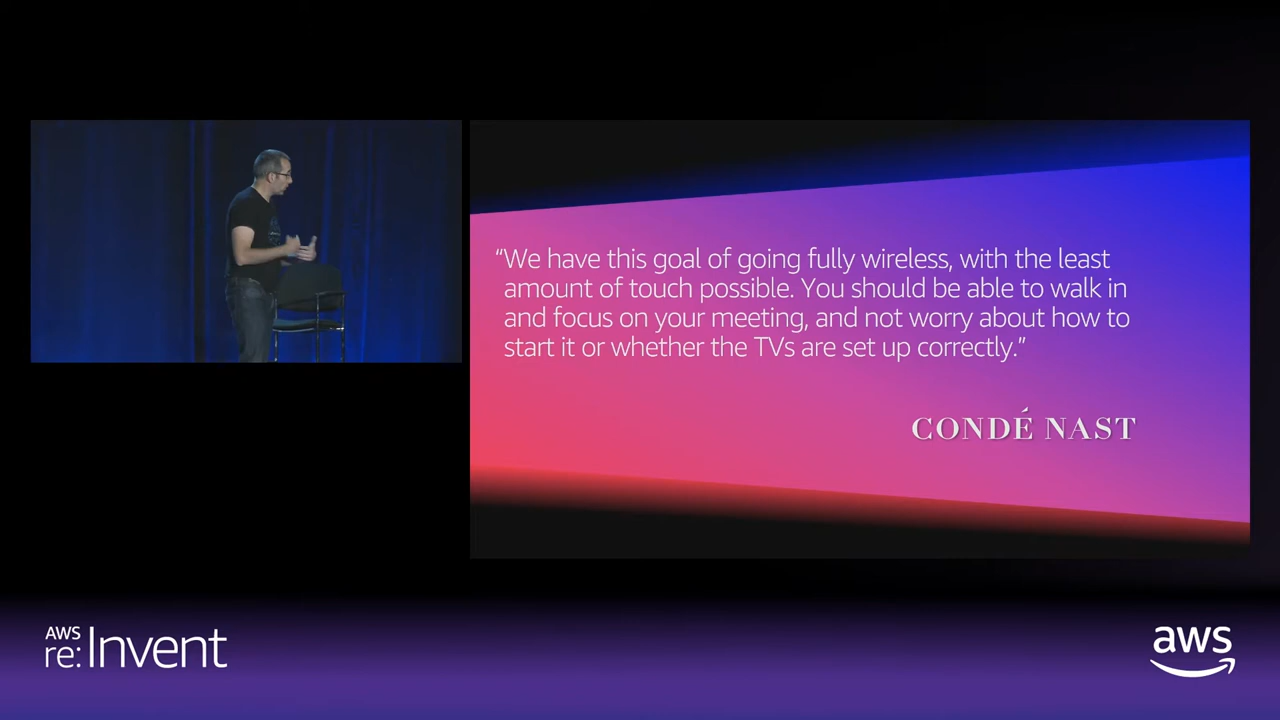 “We have this goal of going fully wireless, with the least
amount of touch possible. You should be able to walk in
and focus on your meeting, and not worry about how to
start it or whether the TVs are set up correctly.”
CONDÉ NAST
AWS
re:Invent
aws